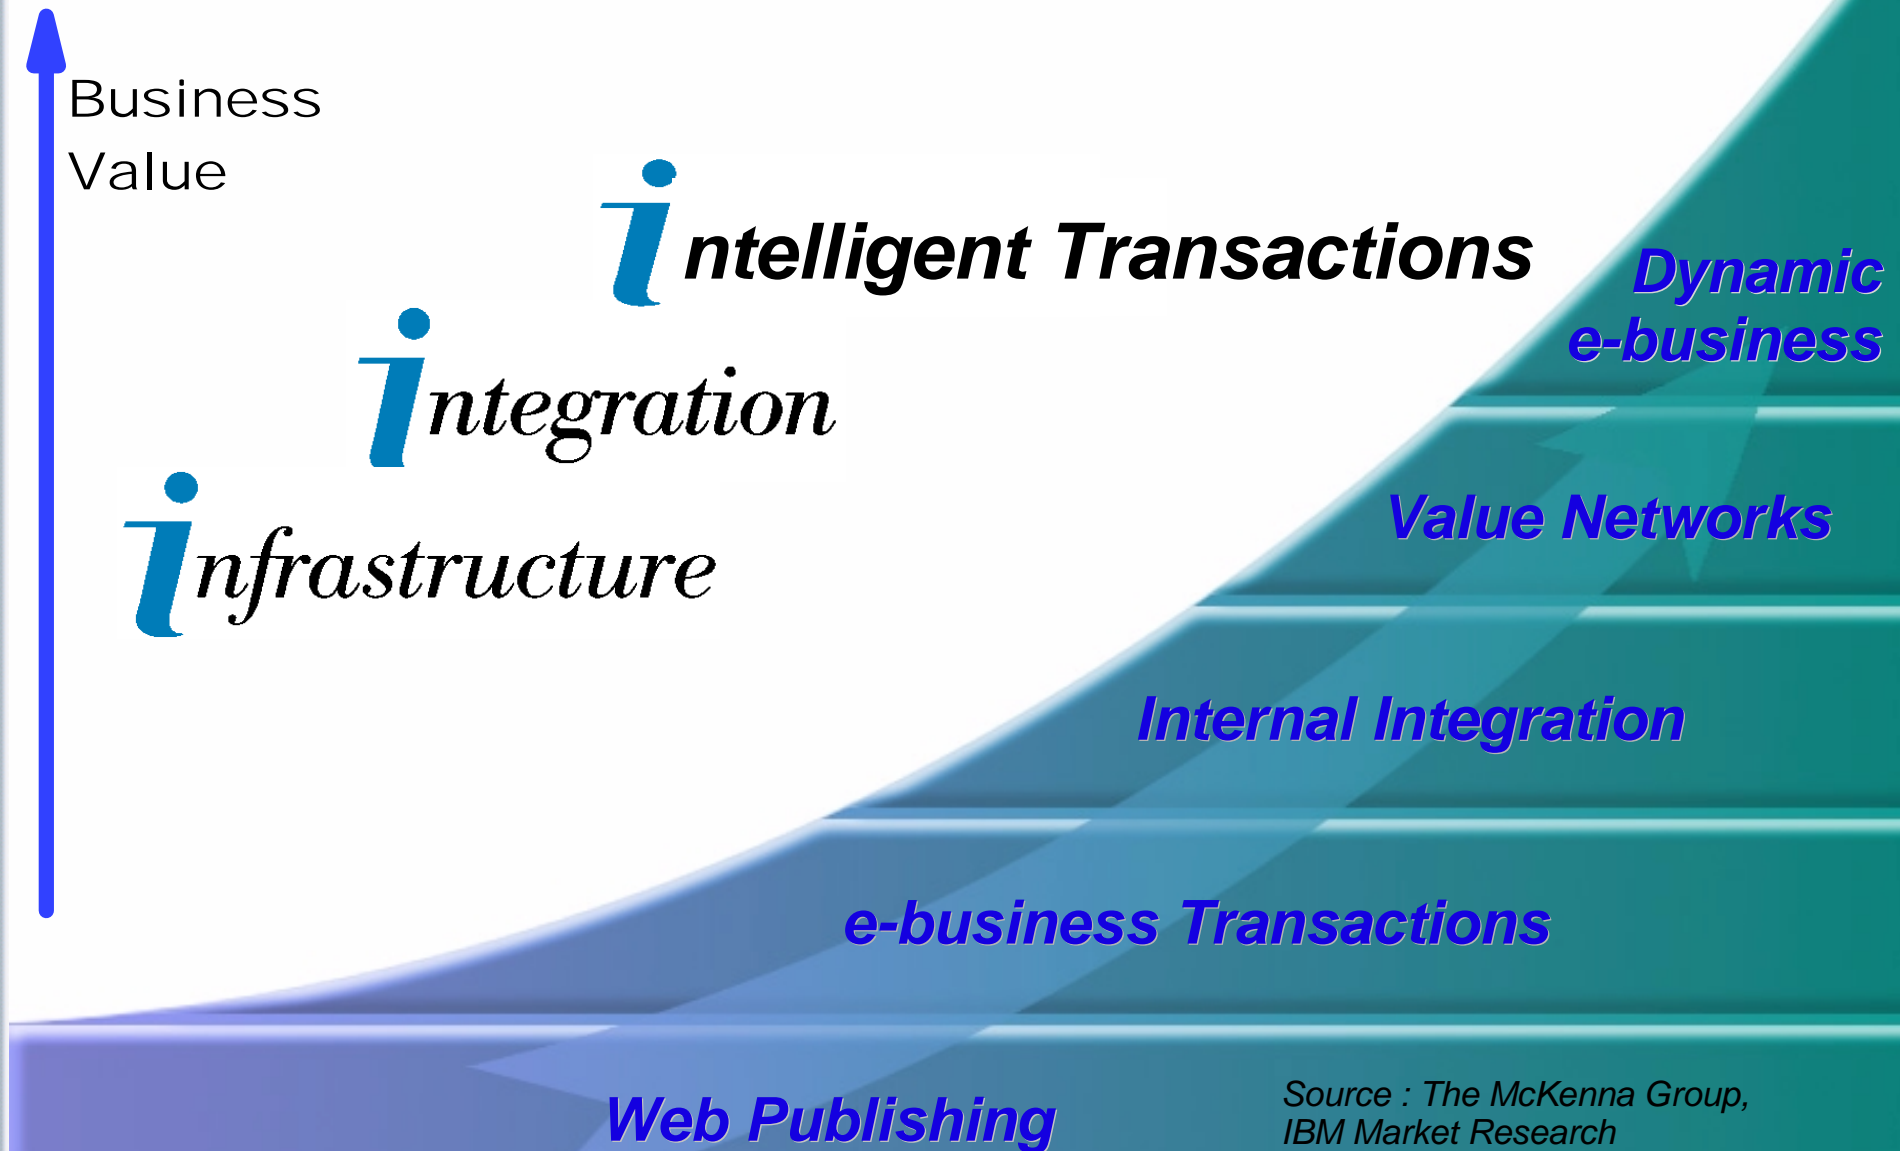 Business
Value
intelligent Transactions
integration
infrastructure
Dynamic
e-business
Value Networks
Internal Integration
e-business Transactions
Web Publishing
Source : The McKenna Group,
IBM Market Research